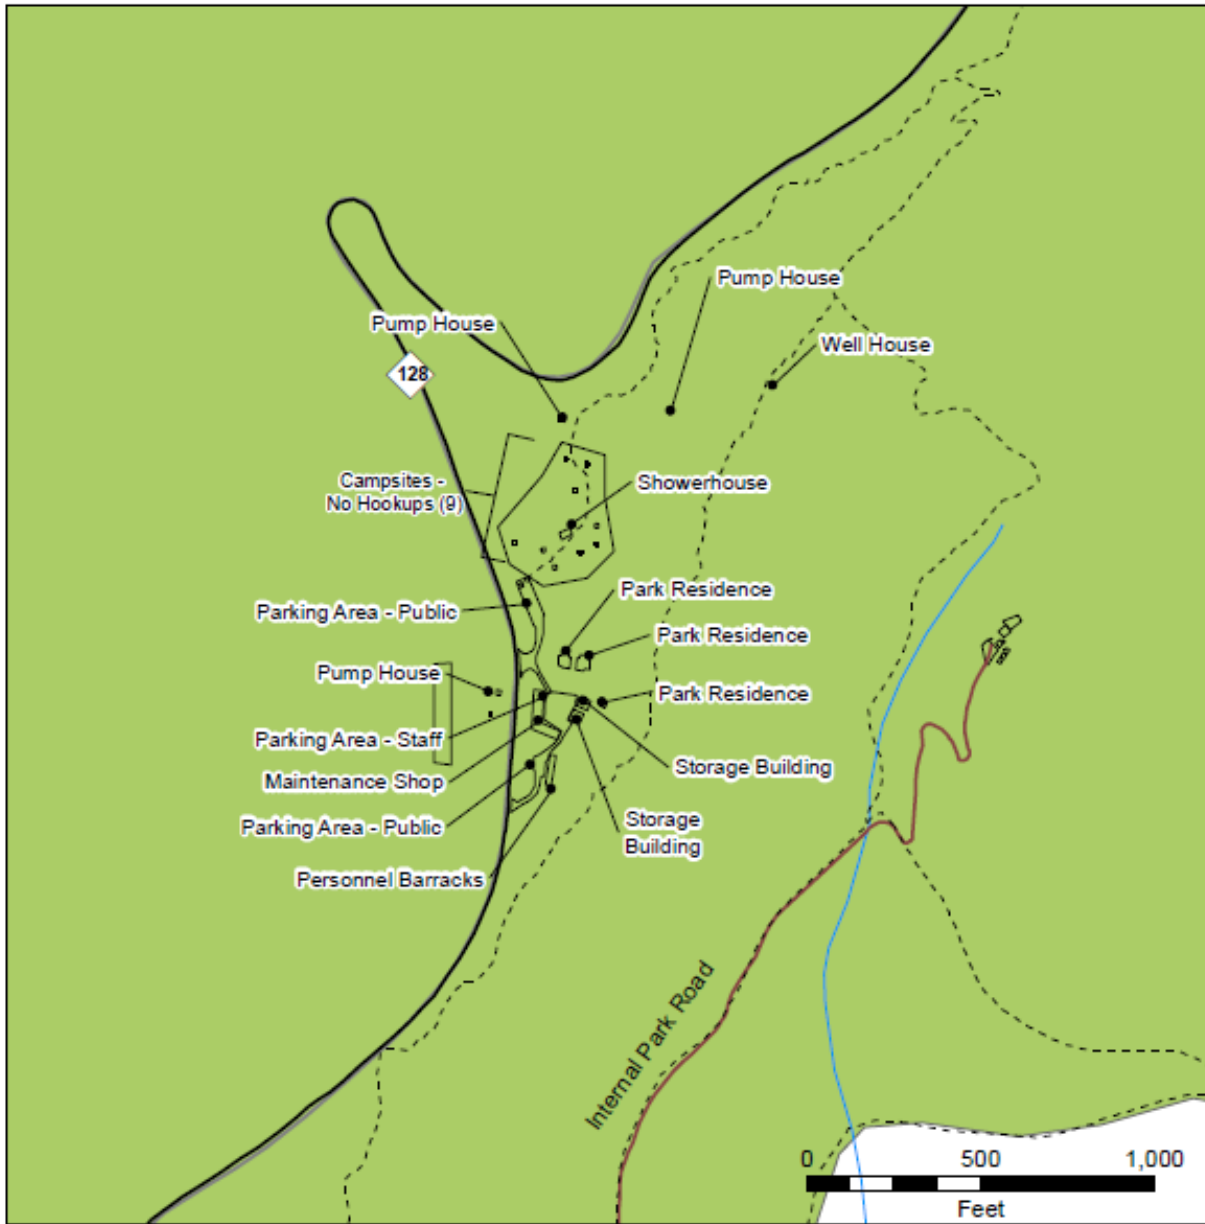 Pump House
Pump House
Well House
128
Campsites -
No Hookups (9)
Showerhouse
Park Residence
Parking Area - Public
Park Residence
Pump House
Park Residence
Parking Area - Staff
Storage Building
Maintenance Shop
Parking Area - Public
Storage
Building
Personnel Barracks
Internal Park Road
0 500 1,000
Feet